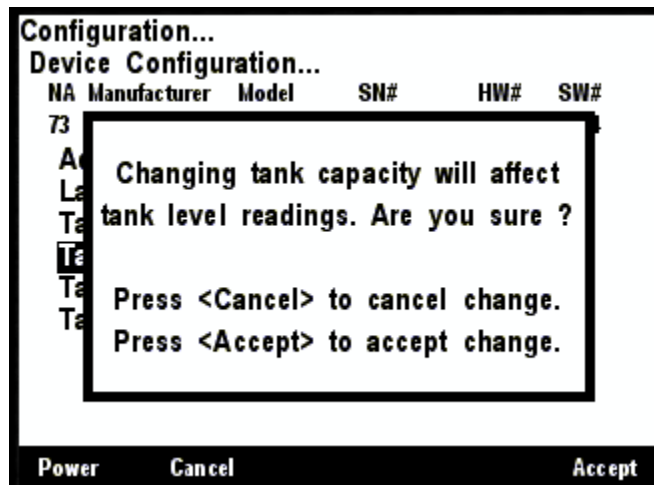 Configuration...
Device Configuration...
NA Manufacturer Model SN# HW# SW#
73
Changing tank capacity will affect
tank level readings. Are you sure ?
Press <Cancel> to cancel change.
Press <Accept> to accept change.
Power Cancel Accept